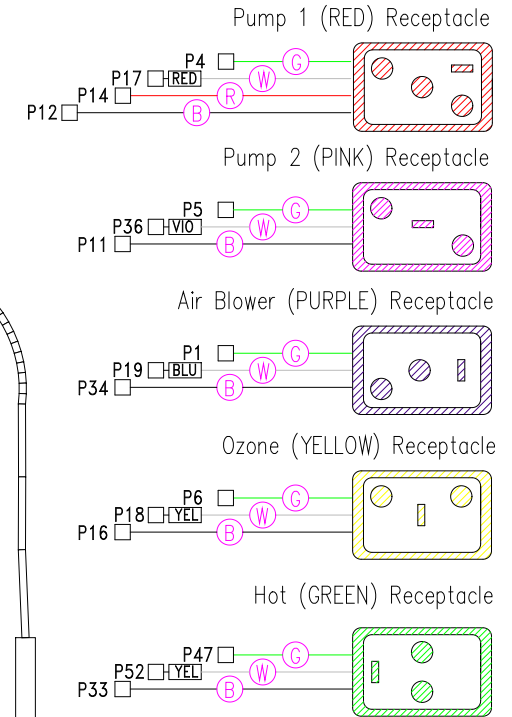 Pump 1 (RED) Receptacle
P4 G
P17 RED W
P14 R
P12 B
Pump 2 (PINK) Receptacle
P5 G
P36 VIO W
P11 B
Air Blower (PURPLE) Receptacle
P1 G
P19 BLU W
P34 B
Ozone (YELLOW) Receptacle
P6 G
P18 YEL W
P16 B
Hot (GREEN) Receptacle
P47 G
P52 YEL W
P33 B